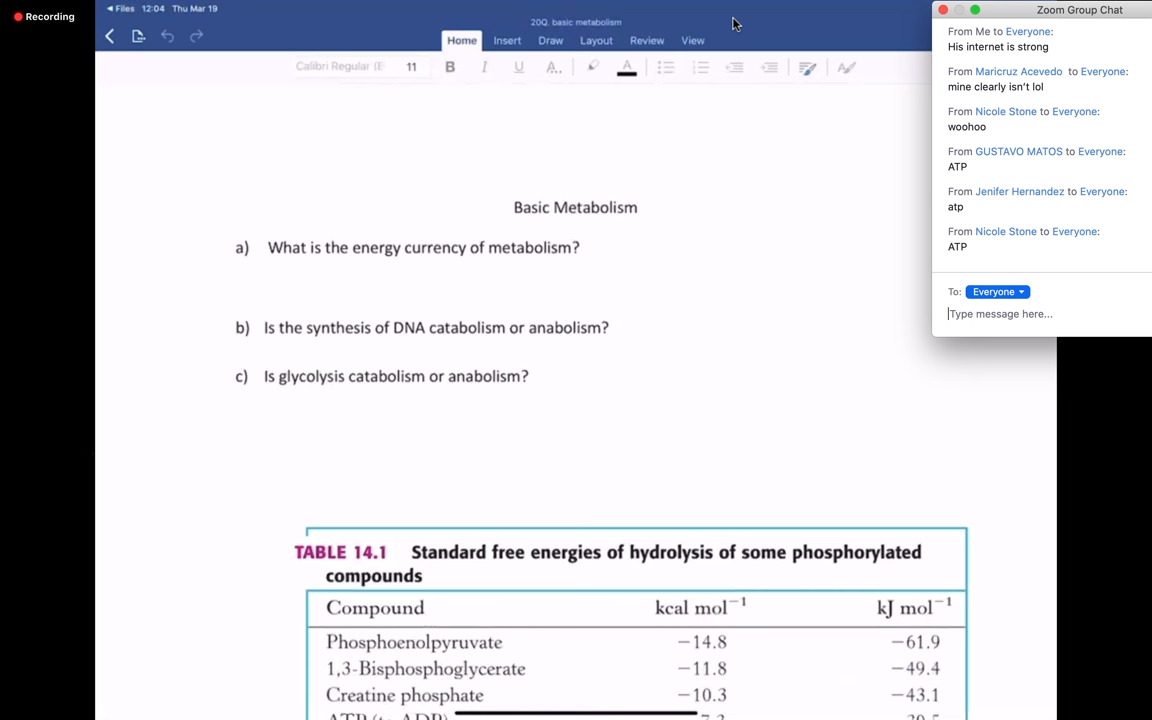 Recording
Files 12:04 Thu Mar 19
20Q. basic metabolism
Home Insert Draw Layout Review View
Calibri Regular (E 11 B I U A.. A
Basic Metabolism
a) What is the energy currency of metabolism?
b) Is the synthesis of DNA catabolism or anabolism?
c) Is glycolysis catabolism or anabolism?
TABLE 14.1 Standard free energies of hydrolysis of some phosphorylated
compounds
Compound kcal mol⁻¹ kJ mol⁻¹
Phosphoenolpyruvate −14.8 −61.9
1,3-Bisphosphoglycerate −11.8 −49.4
Creatine phosphate −10.3 −43.1
Zoom Group Chat
From Me to Everyone:
His internet is strong
From Maricruz Acevedo to Everyone:
mine clearly isn't lol
From Nicole Stone to Everyone:
woohoo
From GUSTAVO MATOS to Everyone:
ATP
From Jenifer Hernandez to Everyone:
atp
From Nicole Stone to Everyone:
ATP
To: Everyone
Type message here...